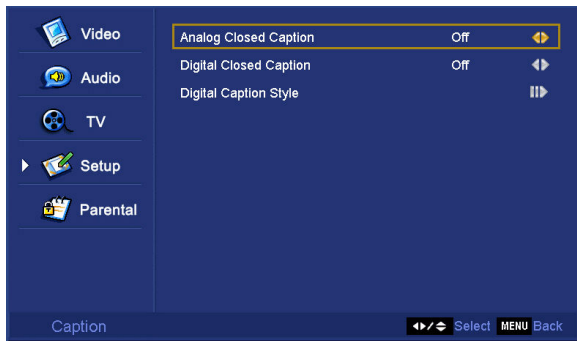 Video
Audio
TV
Setup
Parental
Analog Closed Caption Off
Digital Closed Caption Off
Digital Caption Style
Caption
Select MENU Back